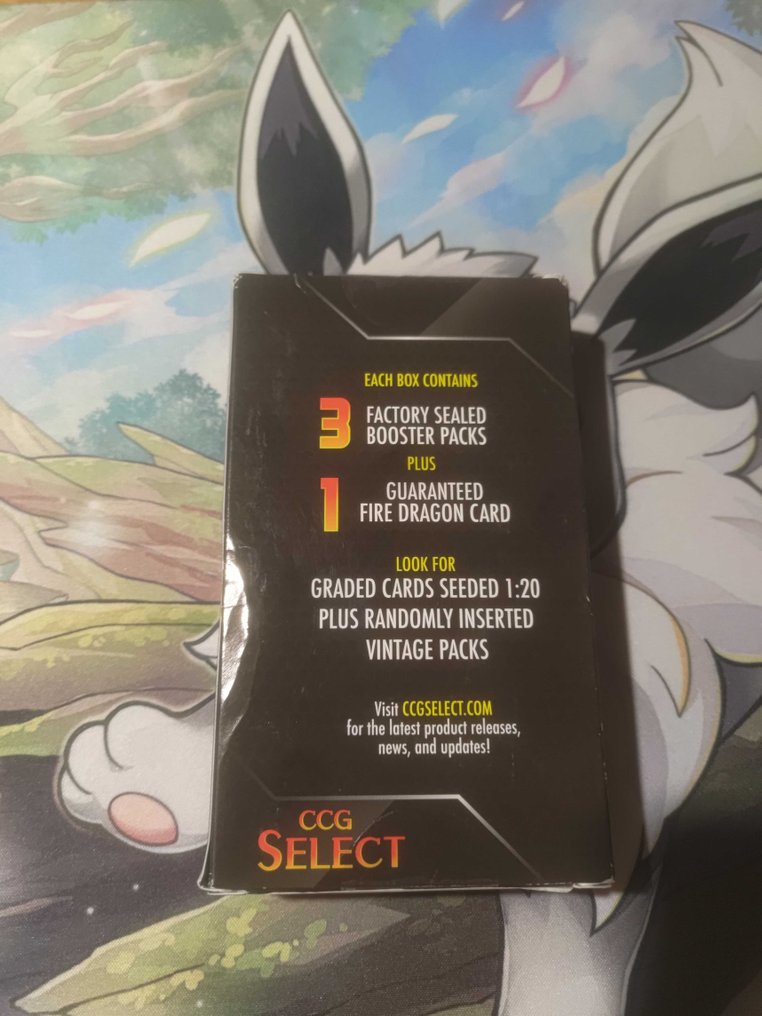 EACH BOX CONTAINS
3 FACTORY SEALED
BOOSTER PACKS
PLUS
1 GUARANTEED
FIRE DRAGON CARD
LOOK FOR
GRADED CARDS SEEDED 1:20
PLUS RANDOMLY INSERTED
VINTAGE PACKS
Visit CCGSELECT.COM
for the latest product releases,
news, and updates!
CCG
SELECT